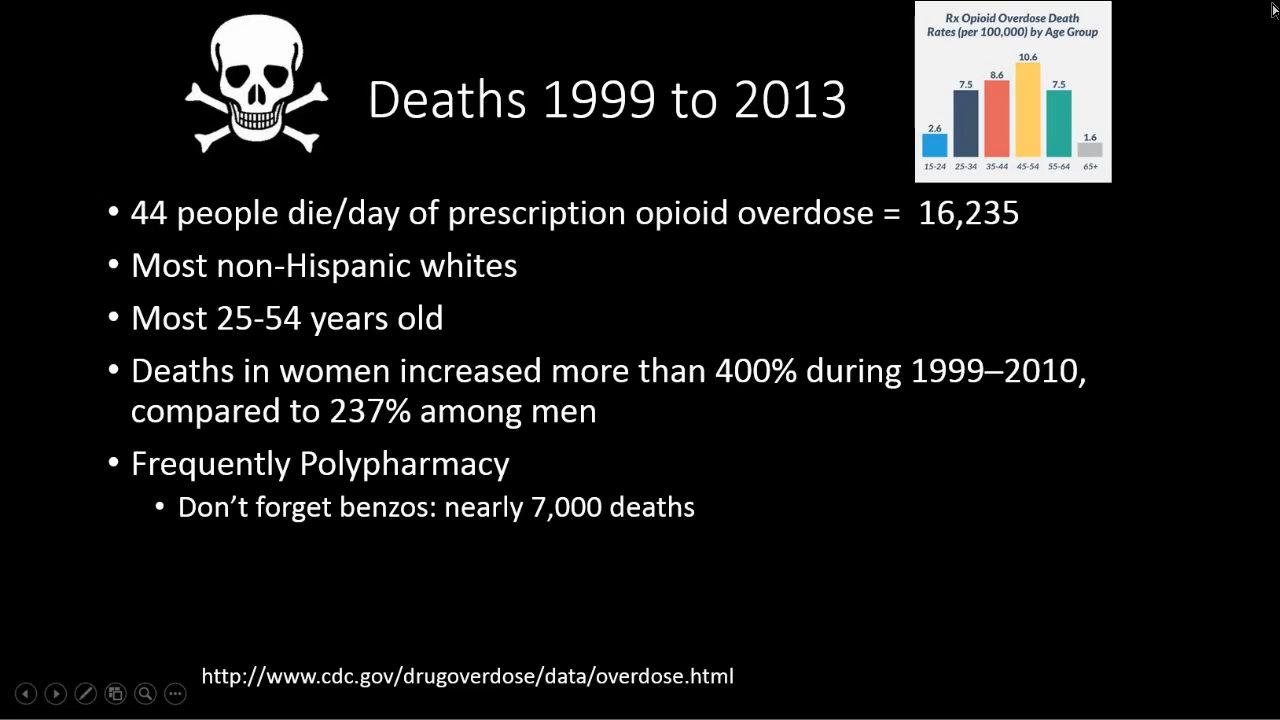 Deaths 1999 to 2013
Rx Opioid Overdose Death
Rates (per 100,000) by Age Group
2.6
7.5
8.6
10.6
7.5
1.6
15-24
25-34
35-44
45-54
55-64
65+
• 44 people die/day of prescription opioid overdose = 16,235
• Most non-Hispanic whites
• Most 25-54 years old
• Deaths in women increased more than 400% during 1999–2010,
compared to 237% among men
• Frequently Polypharmacy
• Don’t forget benzos: nearly 7,000 deaths
http://www.cdc.gov/drugoverdose/data/overdose.html